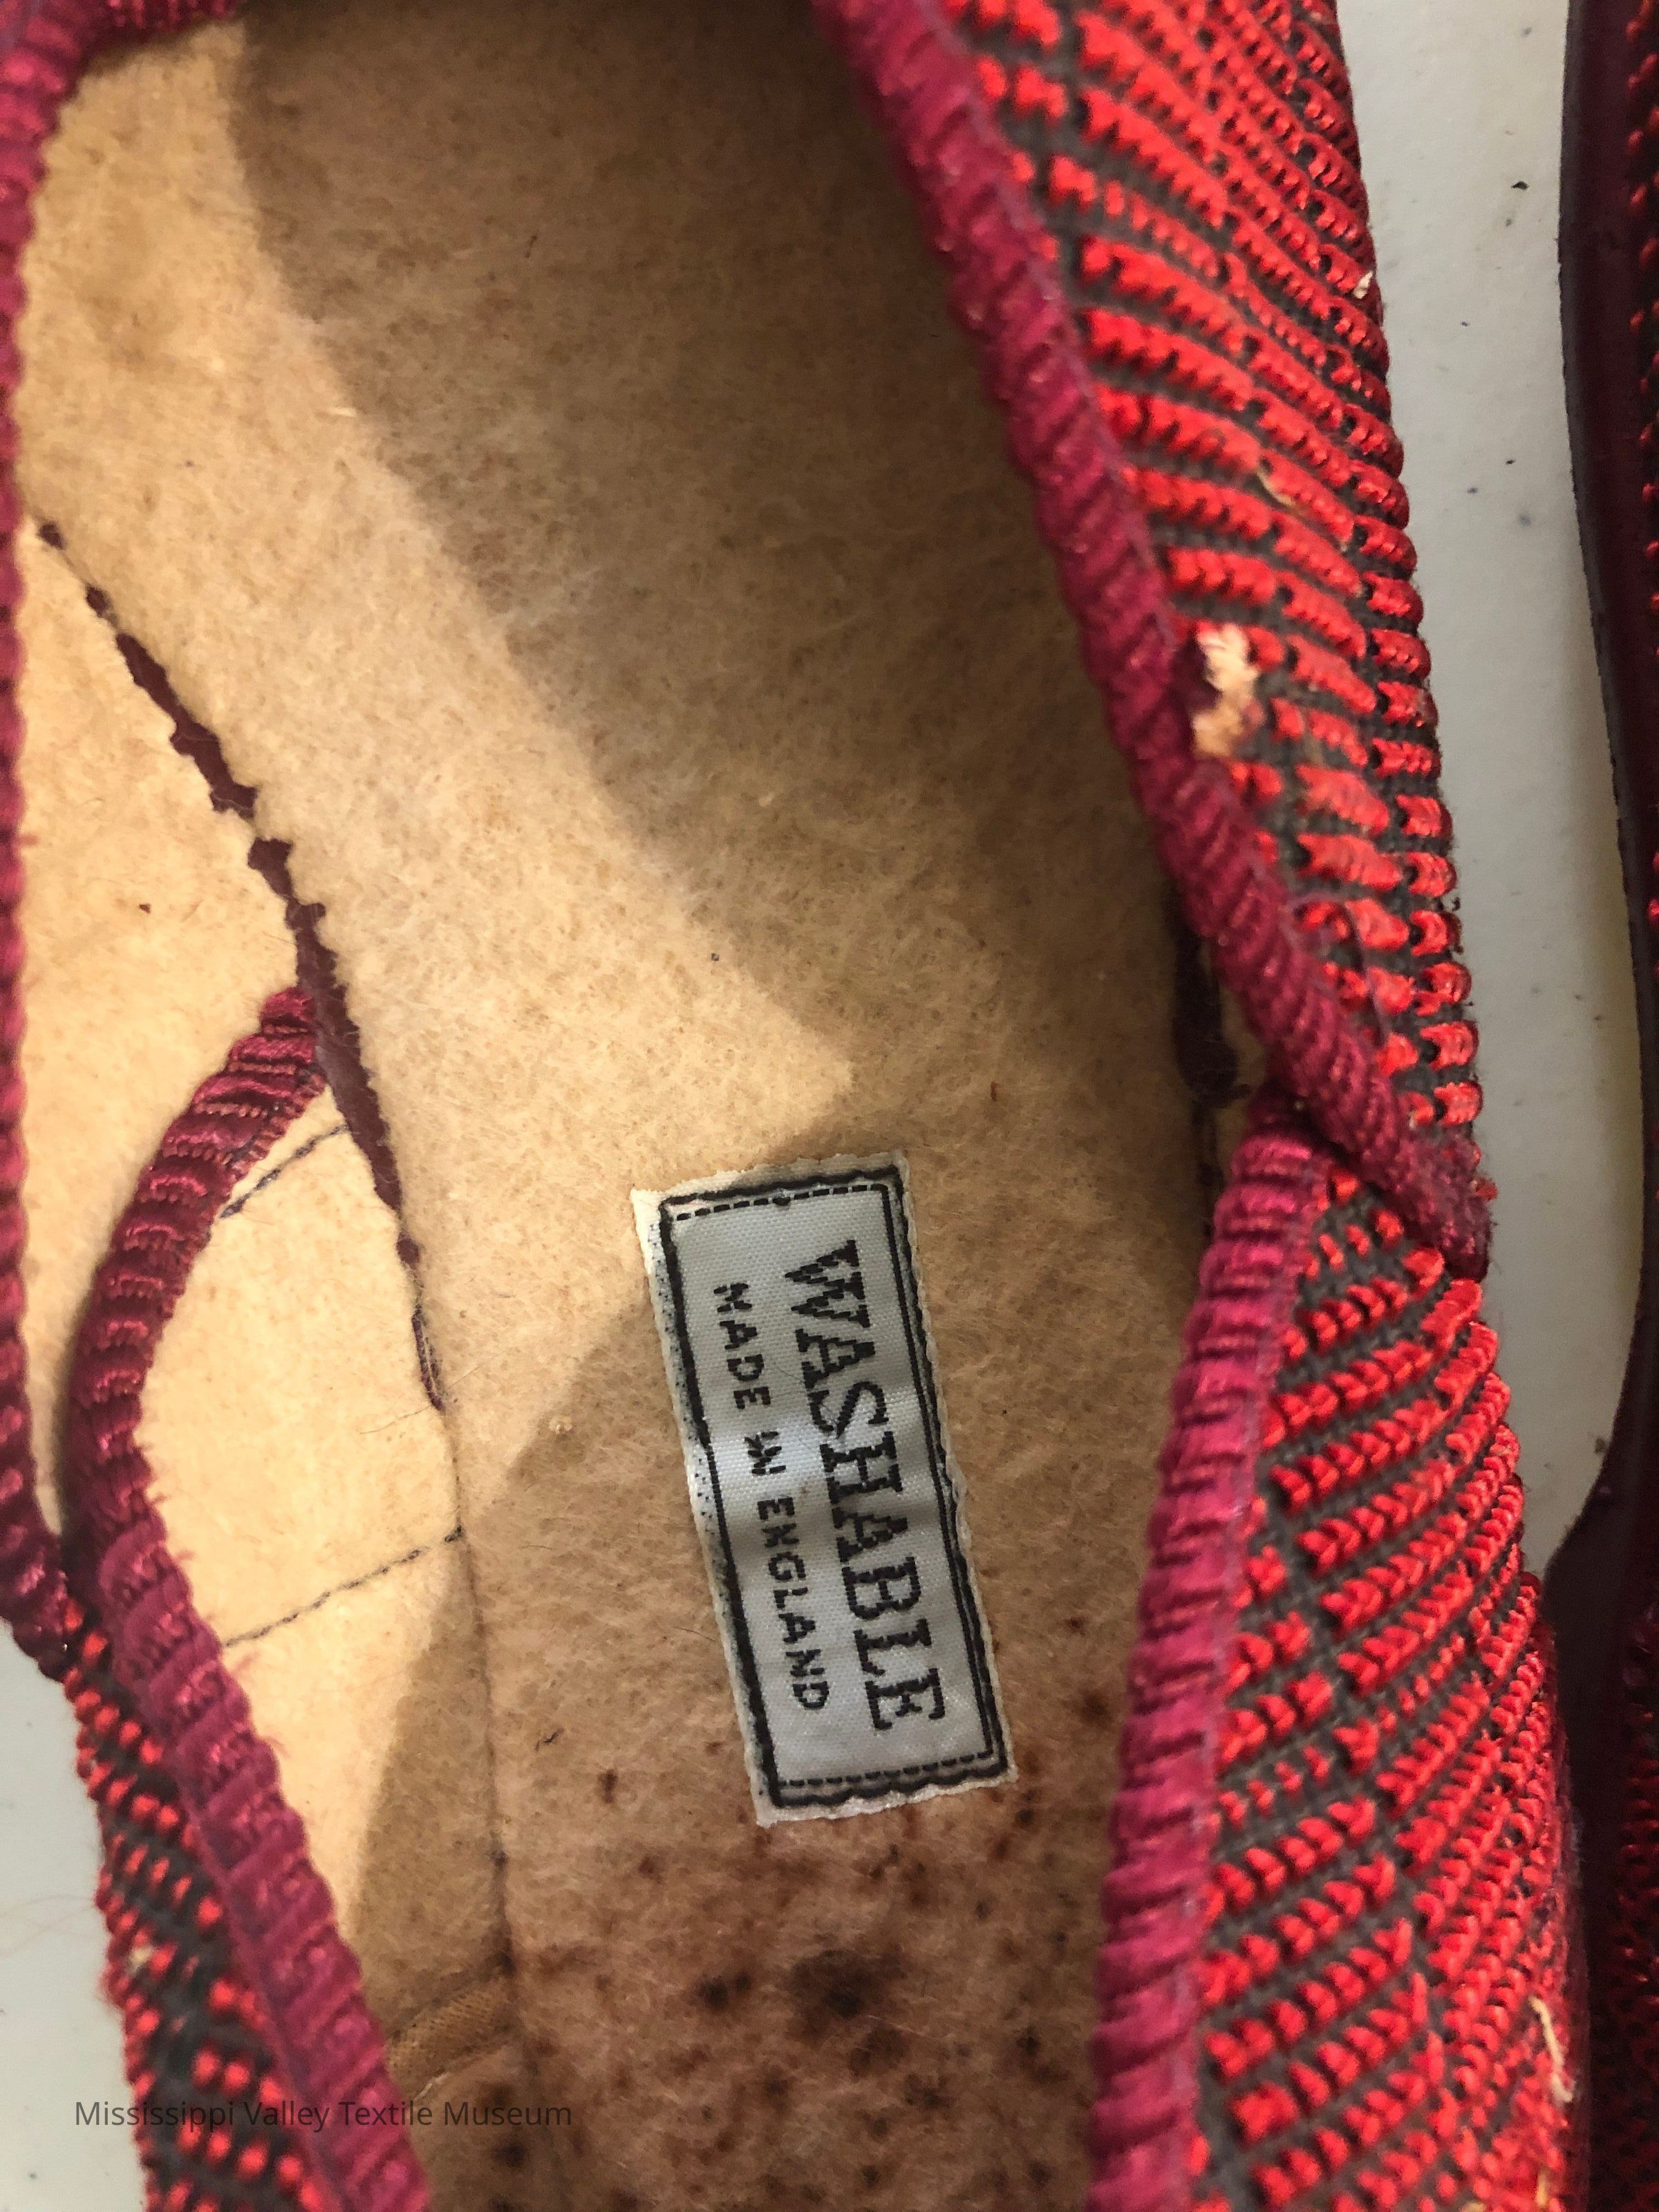 WASHABLE
MADE IN ENGLAND
Mississippi Valley Textile Museum